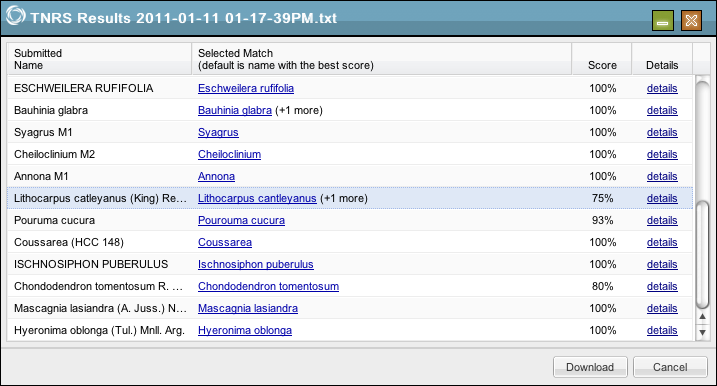 TNRS Results 2011-01-11 01-17-39PM.txt
Submitted Name Selected Match (default is name with the best score) Score Details
ESCHWEILERA RUFIFOLIA Eschweilera rufifolia 100% details
Bauhinia glabra Bauhinia glabra (+1 more) 100% details
Syagrus M1 Syagrus 100% details
Cheiloclinium M2 Cheiloclinium 100% details
Annona M1 Annona 100% details
Lithocarpus catleyanus (King) Re... Lithocarpus cantleyanus (+1 more) 75% details
Pouruma cucura Pourouma cucura 93% details
Coussarea (HCC 148) Coussarea 100% details
ISCHNOSIPHON PUBERULUS Ischnosiphon puberulus 100% details
Chondodendron tomentosum R. ... Chondodendron tomentosum 80% details
Mascagnia lasiandra (A. Juss.) N... Mascagnia lasiandra 100% details
Hyeronima oblonga (Tul.) Mnll. Arg. Hyeronima oblonga 100% details
Download Cancel